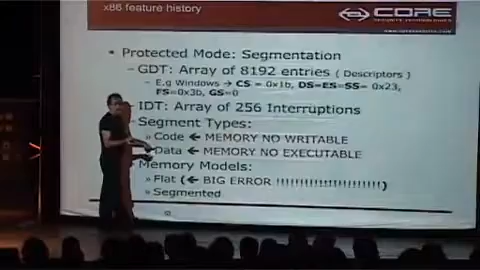 x86 feature history
CORE
SECURITY TECHNOLOGIES
• Protected Mode: Segmentation
– GDT: Array of 8192 entries ( Descriptors )
» E.g Windows → CS = 0x1b, DS=ES=SS= 0x23,
FS=0x3b, GS=0
– IDT: Array of 256 Interruptions
Segment Types:
» Code ← MEMORY NO WRITABLE
Data ← MEMORY NO EXECUTABLE
Memory Models:
» Flat (← BIG ERROR !!!!!!!!!!!!!!!!!!!!!!!!!!!!!)
» Segmented